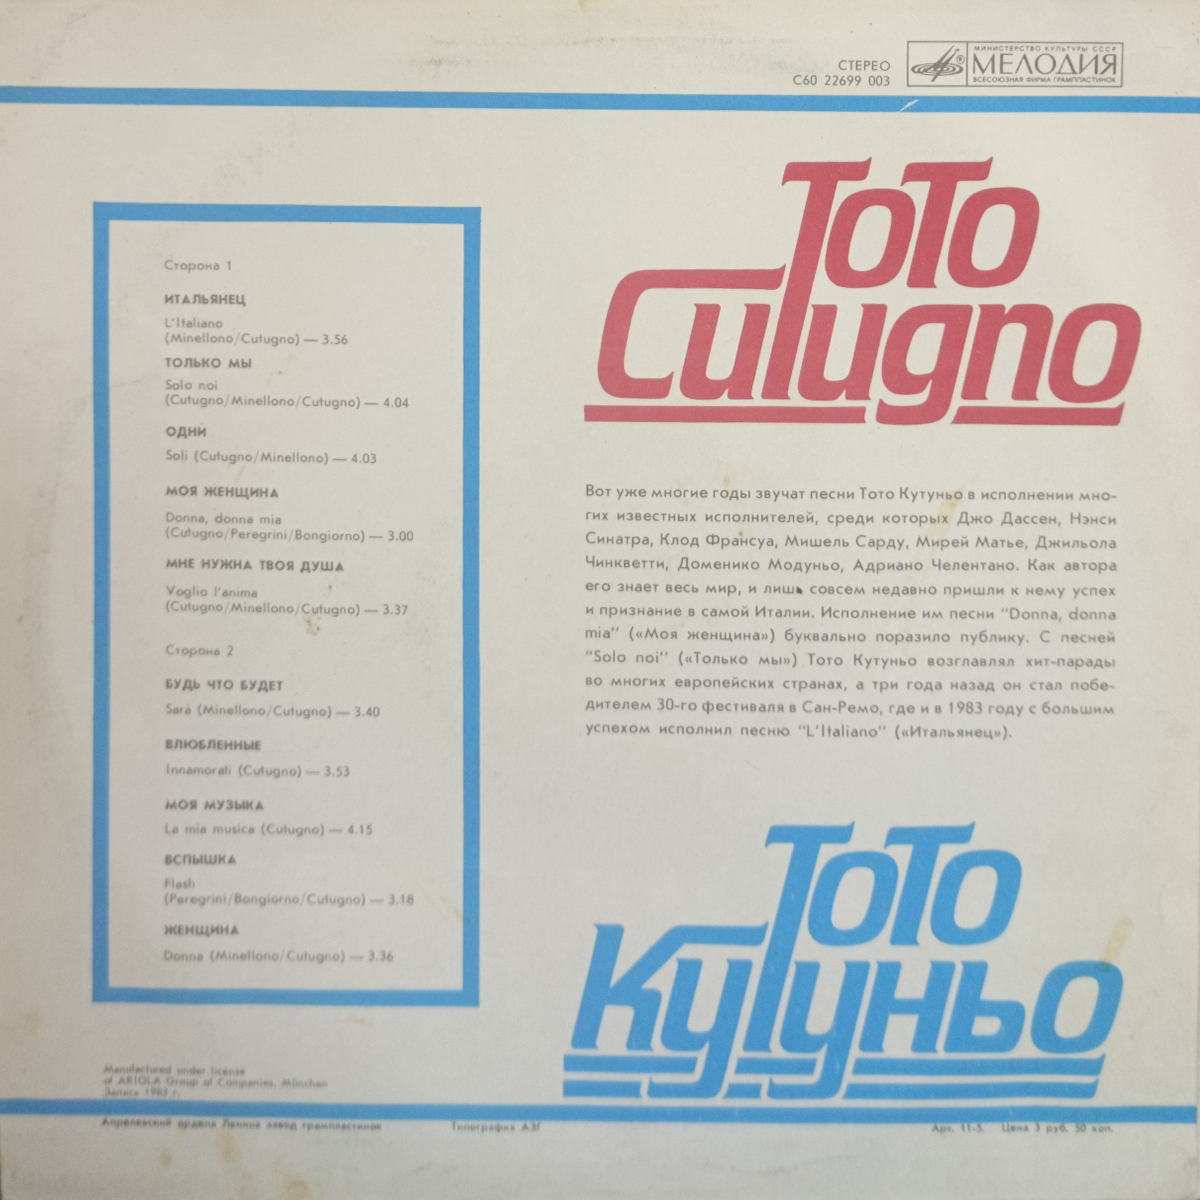 СТЕРЕО
С60 22699 003
МИНИСТЕРСТВО КУЛЬТУРЫ СССР
МЕЛОДИЯ
ВСЕСОЮЗНАЯ ФИРМА ГРАМПЛАСТИНОК
Toto
Cutugno
Сторона 1
ИТАЛЬЯНЕЦ
L'Italiano
(Minellono/Cutugno) — 3.56
ТОЛЬКО МЫ
Solo noi
(Cutugno/Minellono/Cutugno) — 4.04
ОДНИ
Soli (Cutugno/Minellono) — 4.03
МОЯ ЖЕНЩИНА
Donna, donna mia
(Cutugno/Peregrini/Bongiorno) — 3.00
МНЕ НУЖНА ТВОЯ ДУША
Voglio l'anima
(Cutugno/Minellono/Cutugno) — 3.37
Сторона 2
БУДЬ ЧТО БУДЕТ
Sarà (Minellono/Cutugno) — 3.40
ВЛЮБЛЕННЫЕ
Innamorati (Cutugno) — 3.53
МОЯ МУЗЫКА
La mia musica (Cutugno) — 4.15
ВСПЫШКА
Flash
(Peregrini/Bongiorno/Cutugno) — 3.18
ЖЕНЩИНА
Donna (Minellono/Cutugno) — 3.36
Вот уже многие годы звучат песни Тото Кутуньо в исполнении мно-
гих известных исполнителей, среди которых Джо Дассен, Нэнси
Синатра, Клод Франсуа, Мишель Сарду, Мирей Матье, Джильола
Чинкветти, Доменико Модуньо, Адриано Челентано. Как автора
его знает весь мир, и лишь совсем недавно пришли к нему успех
и признание в самой Италии. Исполнение им песни "Donna, donna
mia" («Моя женщина») буквально поразило публику. С песней
"Solo noi" («Только мы») Тото Кутуньо возглавлял хит-парады
во многих европейских странах, а три года назад он стал побе-
дителем 30-го фестиваля в Сан-Ремо, где и в 1983 году с большим
успехом исполнил песню "L'Italiano" («Итальянец»).
Тото
Кутуньо
Manufactured under license
of ARIOLA Group of Companies, München
Запись 1983 г.
Апрелевский ордена Ленина завод грампластинок
Типография АЗГ
Арт. 11-5. Цена 3 руб. 50 коп.